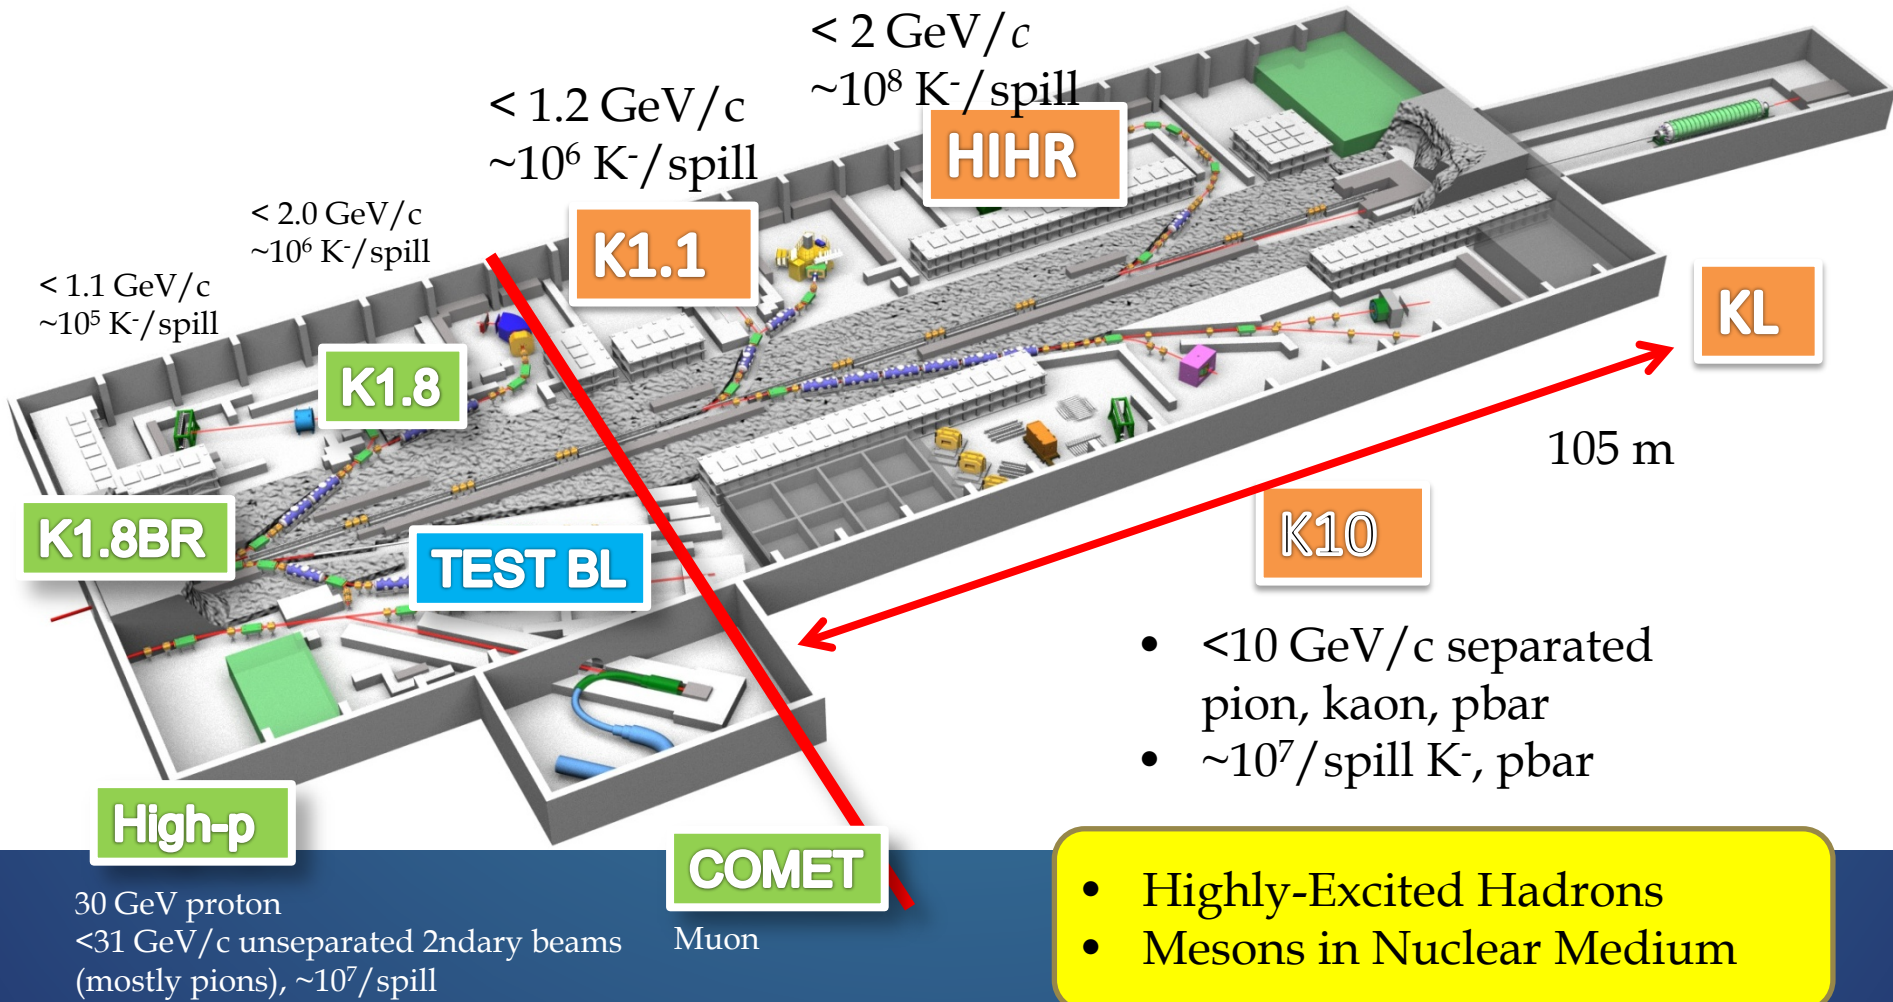 < 2 GeV/c
~10⁸ K⁻/spill
HIHR
< 1.2 GeV/c
~10⁶ K⁻/spill
K1.1
< 2.0 GeV/c
~10⁶ K⁻/spill
K1.8
< 1.1 GeV/c
~10⁵ K⁻/spill
K1.8BR
TEST BL
KL
105 m
K10
• <10 GeV/c separated
pion, kaon, pbar
• ~10⁷/spill K⁻, pbar
High-p
30 GeV proton
<31 GeV/c unseparated 2ndary beams
(mostly pions), ~10⁷/spill
COMET
Muon
• Highly-Excited Hadrons
• Mesons in Nuclear Medium